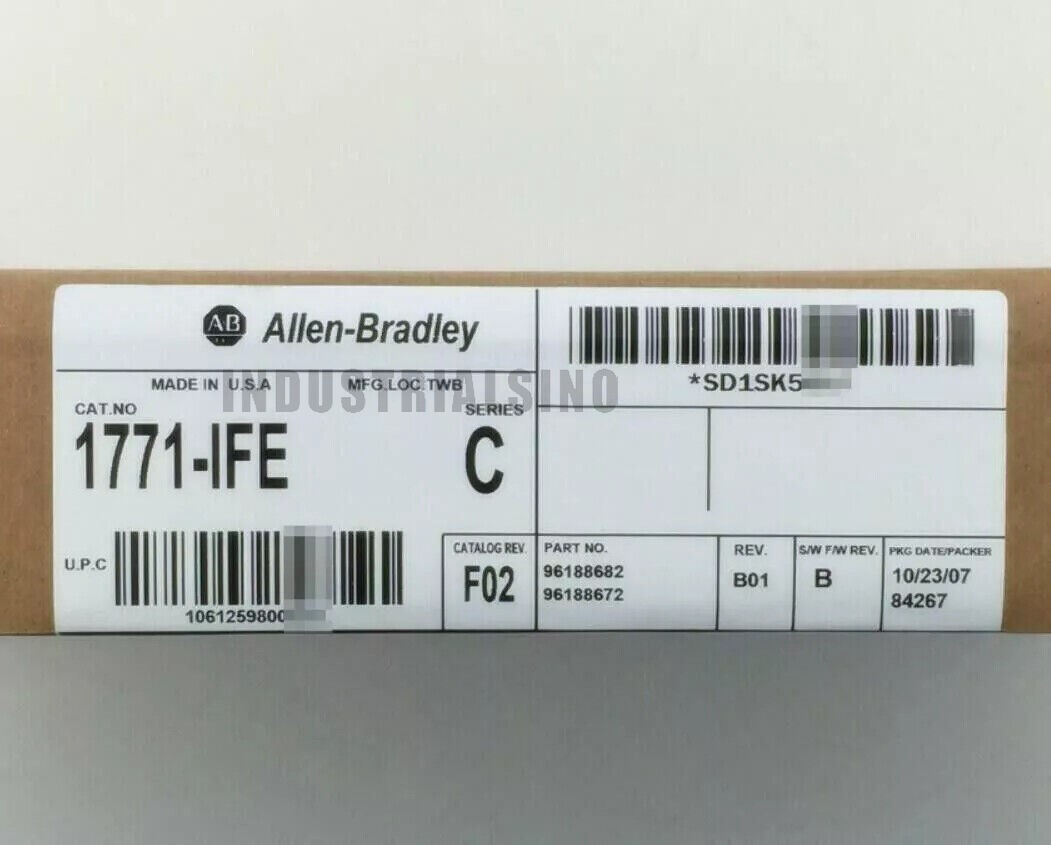 AB Allen-Bradley
MADE IN U.S.A MFG.LOC.TWB
INDUSTRIALSINO
CAT.NO SERIES
1771-IFE C
U.P.C
1061259800
CATALOG REV.
F02
*SD1SK5
PART NO.
96188682
96188672
REV.
B01
S/W F/W REV.
B
PKG DATE/PACKER
10/23/07
84267